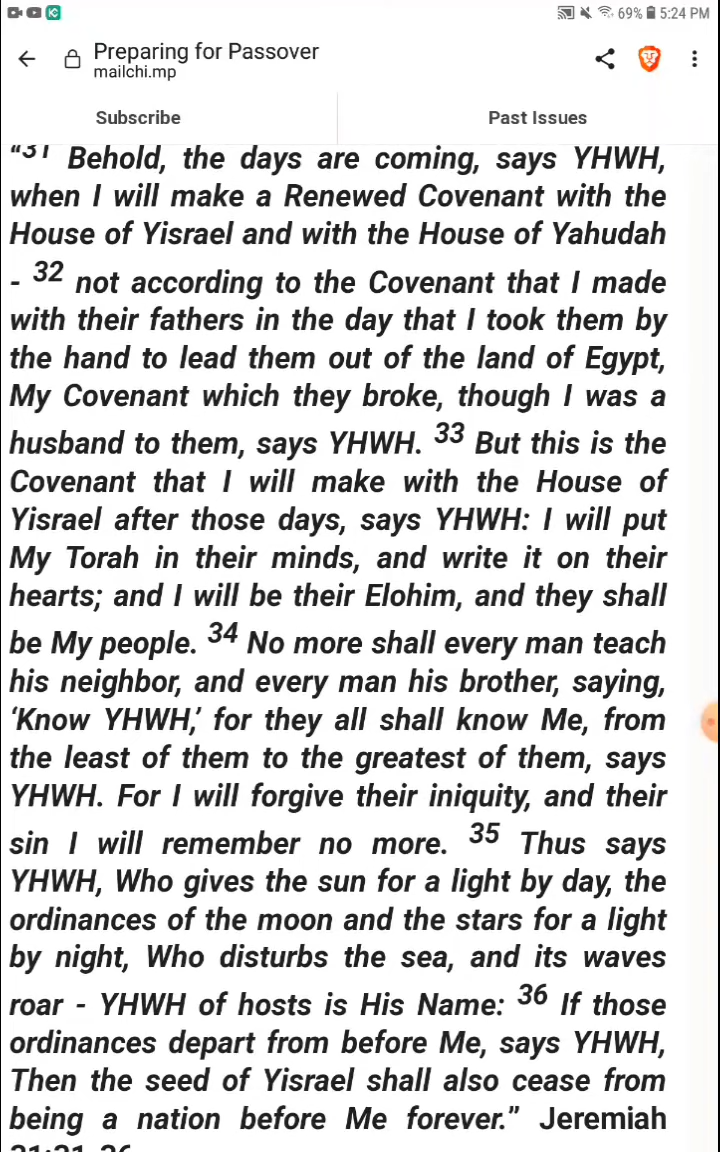 69% 5:24 PM
Preparing for Passover
mailchi.mp
Subscribe Past Issues
"31 Behold, the days are coming, says YHWH,
when I will make a Renewed Covenant with the
House of Yisrael and with the House of Yahudah
- 32 not according to the Covenant that I made
with their fathers in the day that I took them by
the hand to lead them out of the land of Egypt,
My Covenant which they broke, though I was a
husband to them, says YHWH. 33 But this is the
Covenant that I will make with the House of
Yisrael after those days, says YHWH: I will put
My Torah in their minds, and write it on their
hearts; and I will be their Elohim, and they shall
be My people. 34 No more shall every man teach
his neighbor, and every man his brother, saying,
‘Know YHWH,’ for they all shall know Me, from
the least of them to the greatest of them, says
YHWH. For I will forgive their iniquity, and their
sin I will remember no more. 35 Thus says
YHWH, Who gives the sun for a light by day, the
ordinances of the moon and the stars for a light
by night, Who disturbs the sea, and its waves
roar - YHWH of hosts is His Name: 36 If those
ordinances depart from before Me, says YHWH,
Then the seed of Yisrael shall also cease from
being a nation before Me forever.” Jeremiah
31:31-36